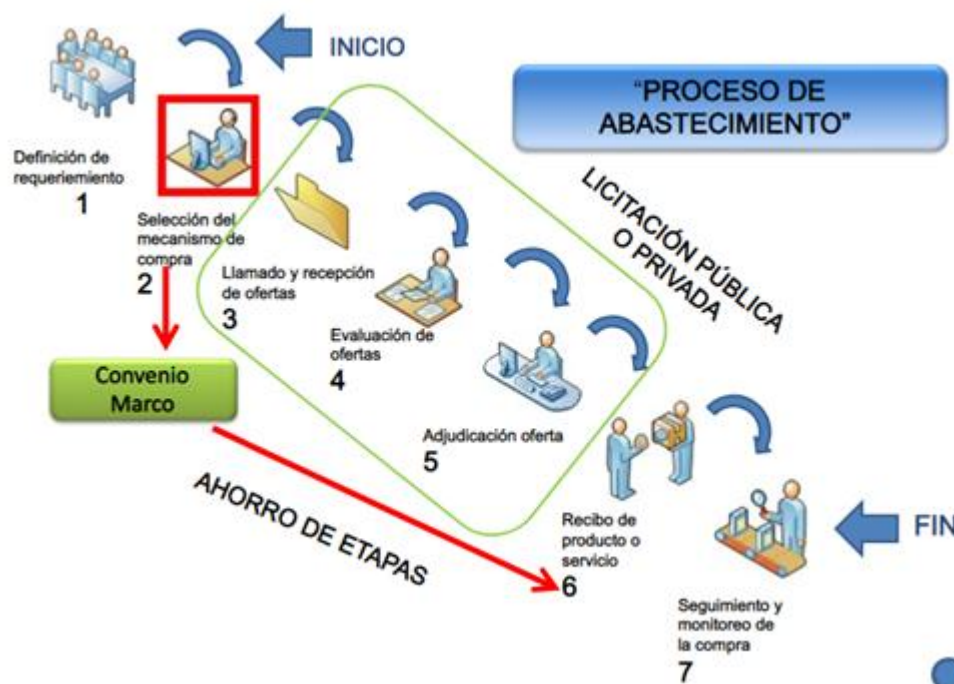 INICIO
“PROCESO DE
ABASTECIMIENTO”
Definición de
requeriemiento
1
Selección del
mecanismo de
compra
2
Llamado y recepción
de ofertas
3
Evaluación de
ofertas
4
Adjudicación oferta
5
LICITACIÓN PÚBLICA
O PRIVADA
Convenio
Marco
AHORRO DE ETAPAS
Recibo de
producto o
servicio
6
FIN
Seguimiento y
monitoreo de
la compra
7